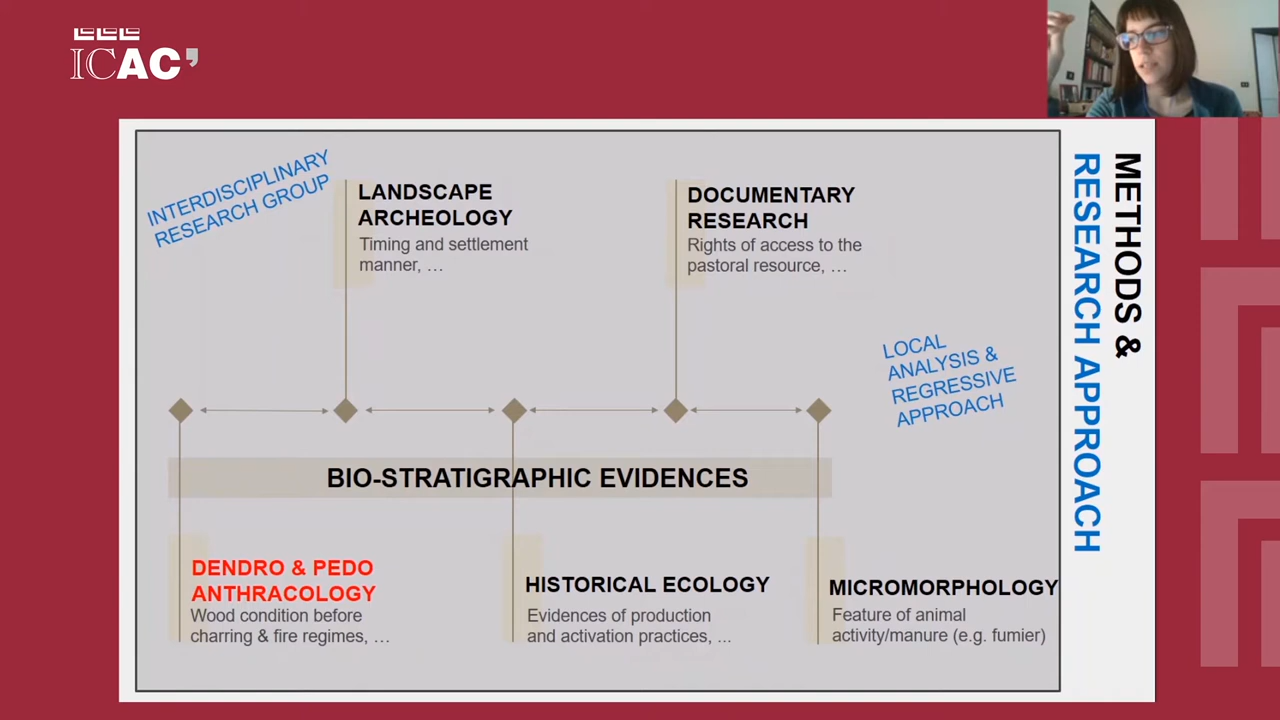 ICAC'
INTERDISCIPLINARY
RESEARCH GROUP
LANDSCAPE
ARCHEOLOGY
Timing and settlement
manner, …
DOCUMENTARY
RESEARCH
Rights of access to the
pastoral resource, …
LOCAL
ANALYSIS &
REGRESSIVE
APPROACH
BIO-STRATIGRAPHIC EVIDENCES
DENDRO & PEDO
ANTHRACOLOGY
Wood condition before
charring & fire regimes, …
HISTORICAL ECOLOGY
Evidences of production
and activation practices, ...
MICROMORPHOLOGY
Feature of animal
activity/manure (e.g. fumier)
METHODS &
RESEARCH APPROACH